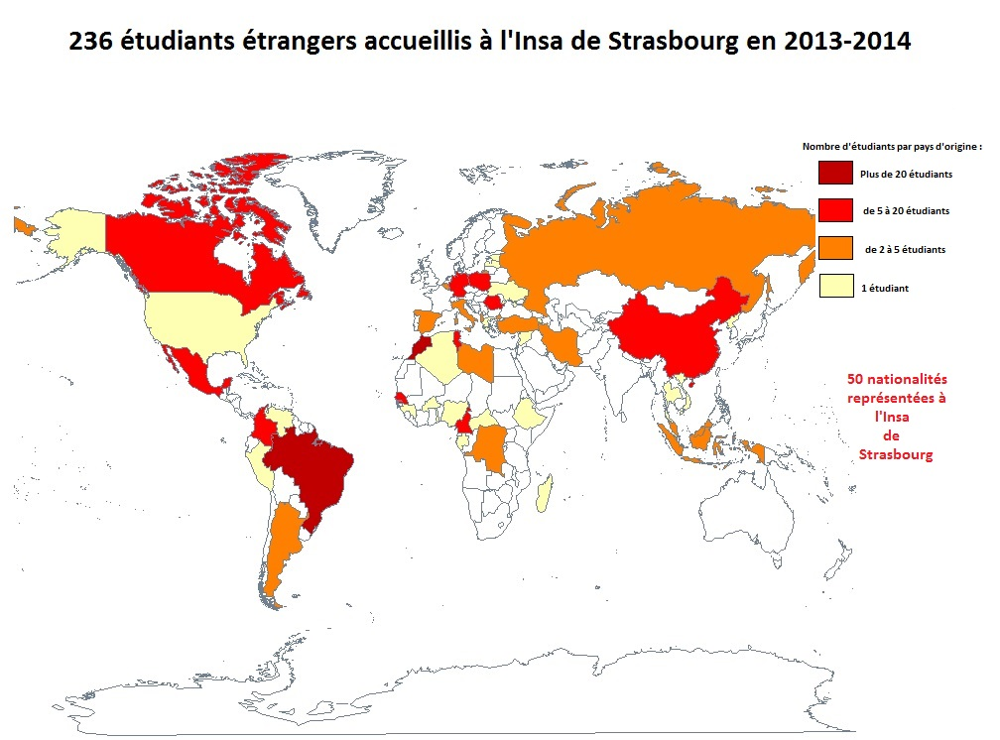 236 étudiants étrangers accueillis à l'Insa de Strasbourg en 2013-2014
Nombre d'étudiants par pays d'origine :
Plus de 20 étudiants
de 5 à 20 étudiants
de 2 à 5 étudiants
1 étudiant
50 nationalités
représentées à
l'Insa
de
Strasbourg